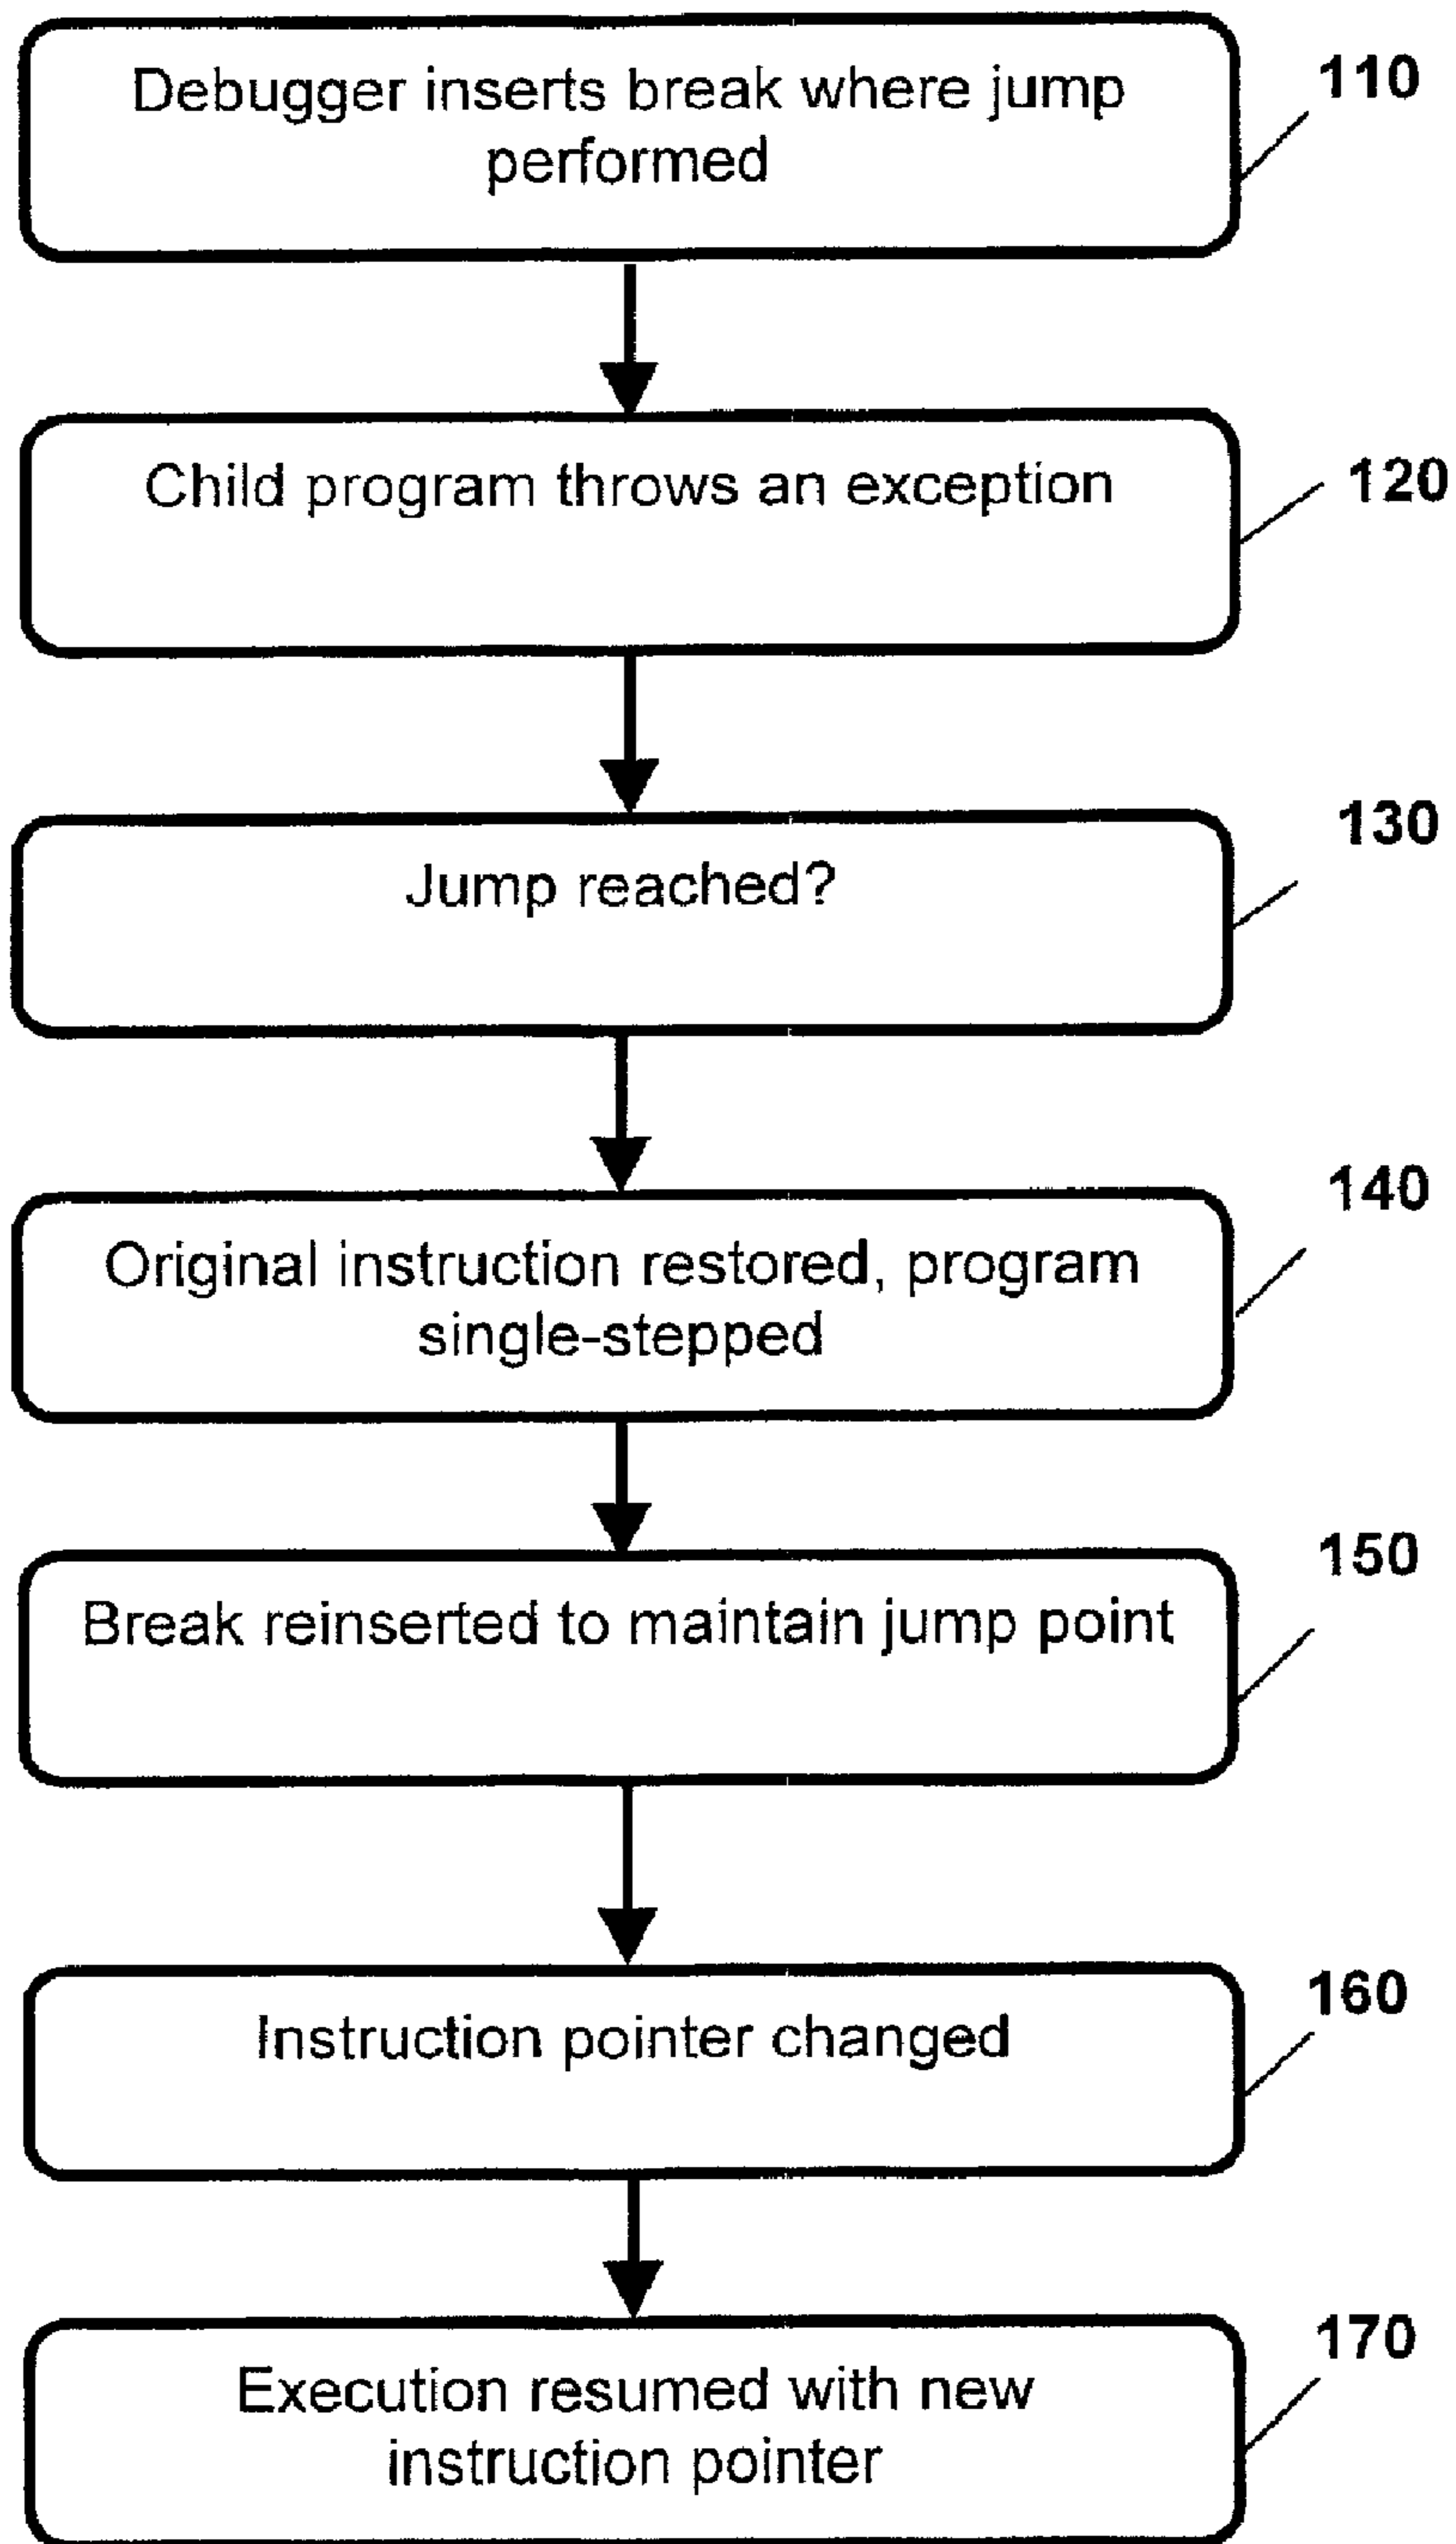 Debugger inserts break where jump
performed
110
Child program throws an exception
120
Jump reached?
130
Original instruction restored, program
single-stepped
140
Break reinserted to maintain jump point
150
Instruction pointer changed
160
Execution resumed with new
instruction pointer
170